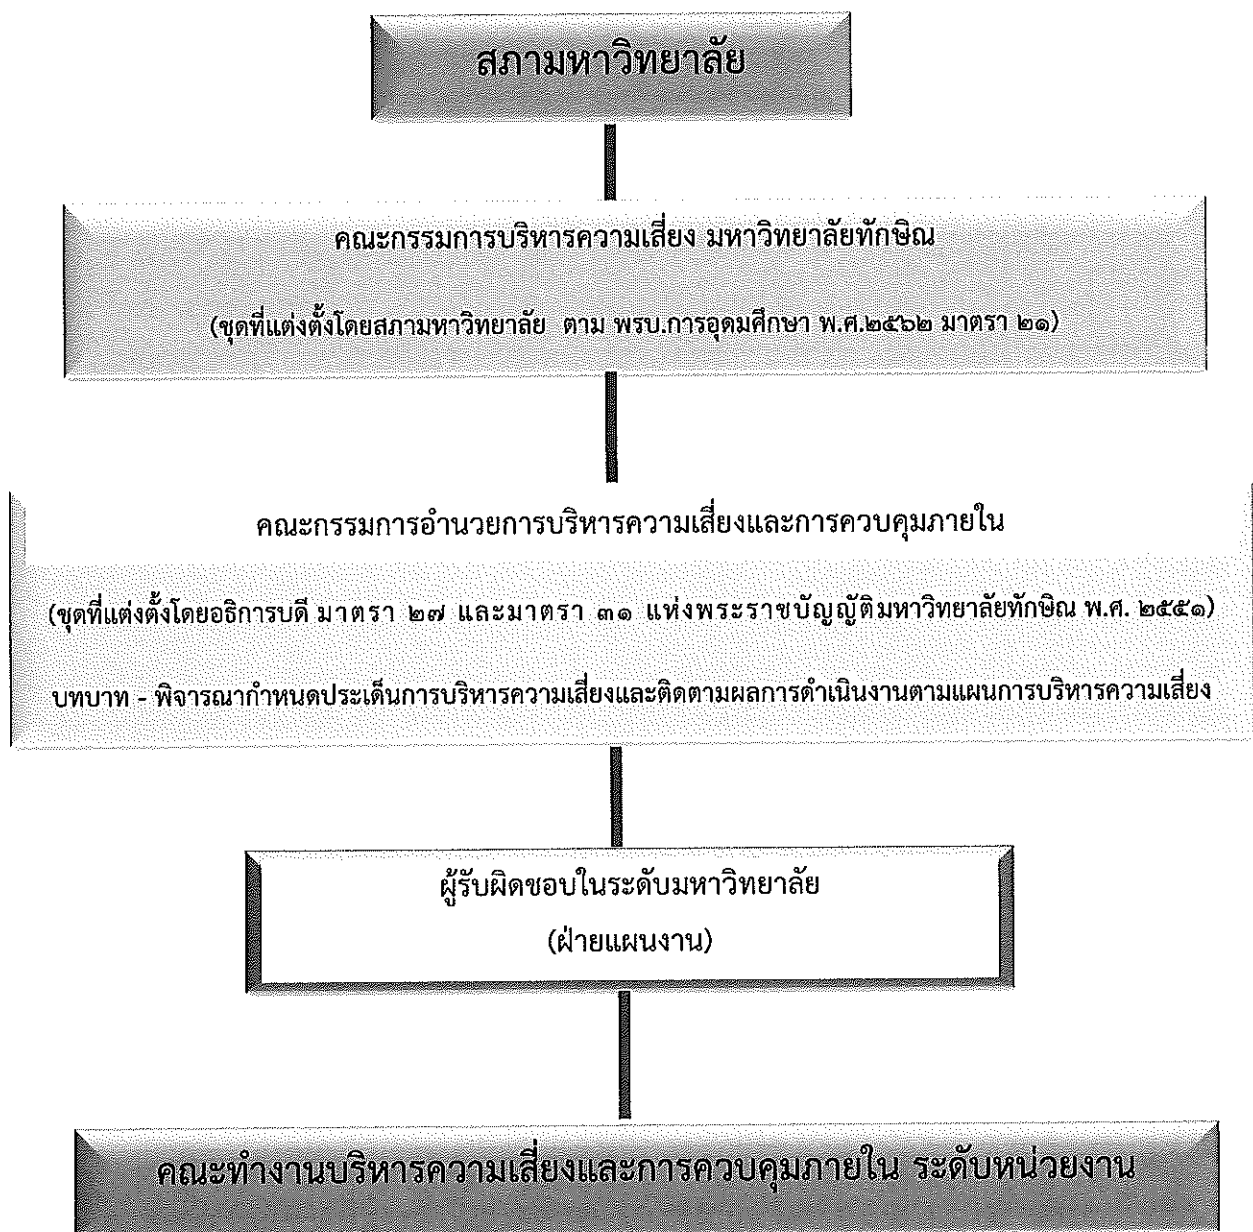 สภามหาวิทยาลัย
คณะกรรมการบริหารความเสี่ยง มหาวิทยาลัยทักษิณ
(ชุดที่แต่งตั้งโดยสภามหาวิทยาลัย ตาม พรบ.การอุดมศึกษา พ.ศ.๒๕๖๒ มาตรา ๒๑)
คณะกรรมการอำนวยการบริหารความเสี่ยงและการควบคุมภายใน
(ชุดที่แต่งตั้งโดยอธิการบดี มาตรา ๒๗ และมาตรา ๓๑ แห่งพระราชบัญญัติมหาวิทยาลัยทักษิณ พ.ศ. ๒๕๕๑)
บทบาท - พิจารณากำหนดประเด็นการบริหารความเสี่ยงและติดตามผลการดำเนินงานตามแผนการบริหารความเสี่ยง
ผู้รับผิดชอบในระดับมหาวิทยาลัย
(ฝ่ายแผนงาน)
คณะทำงานบริหารความเสี่ยงและการควบคุมภายใน ระดับหน่วยงาน